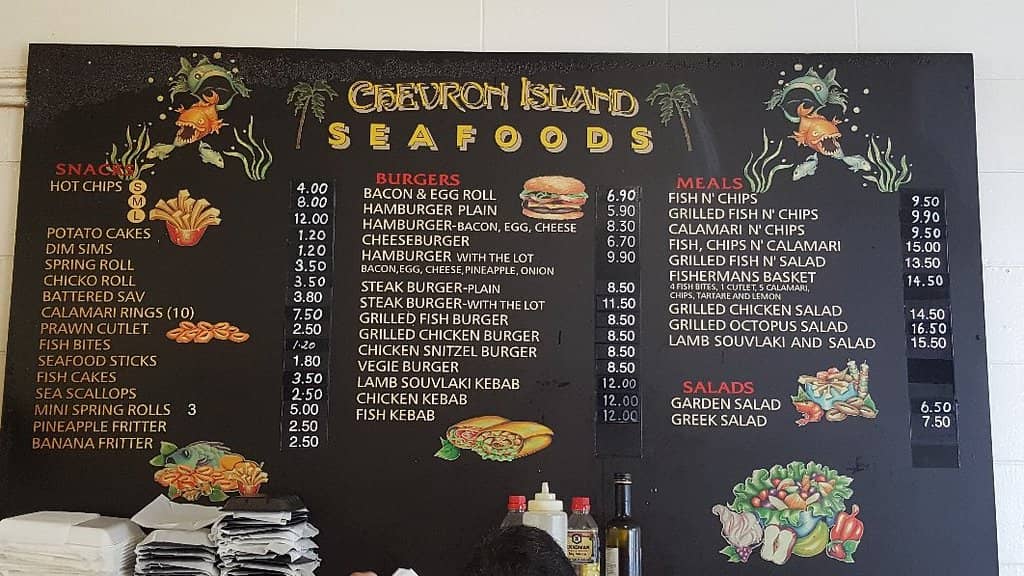 CHEVRON ISLAND
SEAFOODS
SNACKS
HOT CHIPS S 4.00
M 8.00
L 12.00
POTATO CAKES 1.20
DIM SIMS 1.20
SPRING ROLL 3.50
CHICKO ROLL 3.50
BATTERED SAV 3.80
CALAMARI RINGS (10) 7.50
PRAWN CUTLET 2.50
FISH BITES 1.20
SEAFOOD STICKS 1.80
FISH CAKES 3.50
SEA SCALLOPS 2.50
MINI SPRING ROLLS 3 5.00
PINEAPPLE FRITTER 2.50
BANANA FRITTER 2.50
BURGERS
BACON & EGG ROLL 6.90
HAMBURGER PLAIN 5.90
HAMBURGER-BACON, EGG, CHEESE 8.30
CHEESEBURGER 6.70
HAMBURGER WITH THE LOT 9.90
BACON,EGG, CHEESE,PINEAPPLE, ONION
STEAK BURGER-PLAIN 8.50
STEAK BURGER-WITH THE LOT 11.50
GRILLED FISH BURGER 8.50
GRILLED CHICKEN BURGER 8.50
CHICKEN SNITZEL BURGER 8.50
VEGIE BURGER 8.50
LAMB SOUVLAKI KEBAB 12.00
CHICKEN KEBAB 12.00
FISH KEBAB 12.00
MEALS
FISH N' CHIPS 9.50
GRILLED FISH N' CHIPS 9.90
CALAMARI N' CHIPS 9.50
FISH, CHIPS N' CALAMARI 15.00
GRILLED FISH N' SALAD 13.50
FISHERMANS BASKET 14.50
4 FISH BITES, 1 CUTLET, 5 CALAMARI,
CHIPS, TARTARE AND LEMON
GRILLED CHICKEN SALAD 14.50
GRILLED OCTOPUS SALAD 16.50
LAMB SOUVLAKI AND SALAD 15.50
SALADS
GARDEN SALAD 6.50
GREEK SALAD 7.50
KIKKOMAN